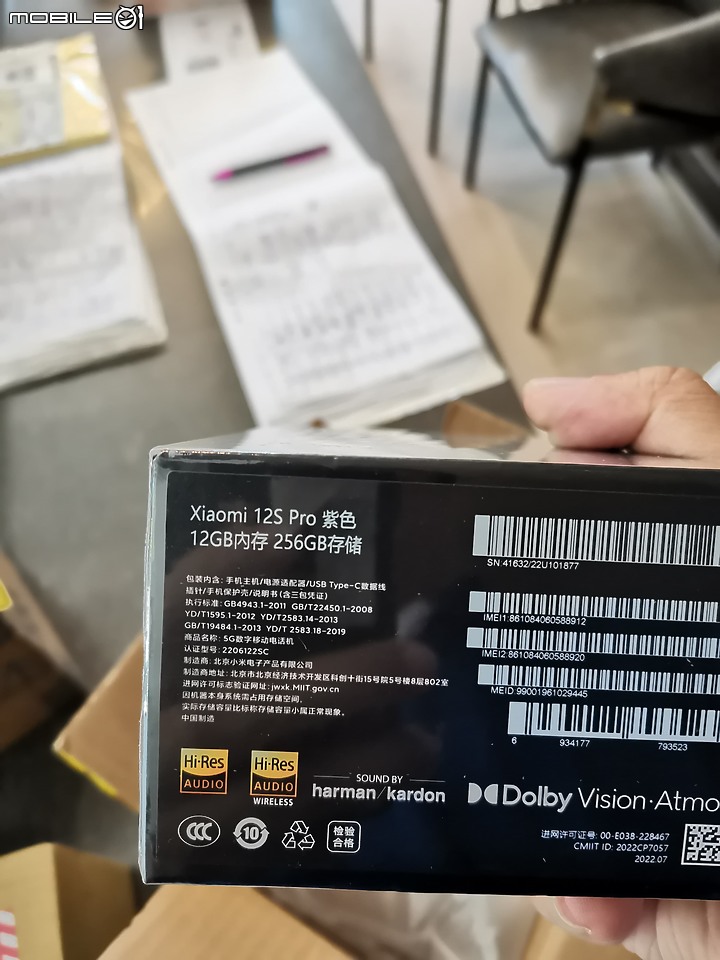 MOBILE01
Xiaomi 12S Pro 紫色
12GB内存 256GB存储
包装内含: 手机主机/电源适配器/USB Type-C数据线
插针/手机保护壳/说明书 (含三包凭证)
执行标准: GB4943.1-2011 GB/T22450.1-2008
YD/T1595.1-2012 YD/T2583.14-2013
GB/T19484.1-2013 YD/T 2583.18-2019
商品名称: 5G数字移动电话机
认证型号: 2206122SC
制造商: 北京小米电子产品有限公司
制造商地址: 北京市北京经济技术开发区科创十街15号院5号楼8层802室
进网许可标志验证网址: jwxk.MIIT.gov.cn
因机器本身系统需占用存储空间,
实际存储容量比标称存储容量小属正常现象。
中国制造
SN 41632/22U101877
IMEI1:861084060588912
IMEI2:861084060588920
MEID:99001961029445
6 934177 793523
Hi-Res AUDIO
Hi-Res AUDIO WIRELESS
SOUND BY
harman/kardon
Dolby Vision·Atmo
CCC
10
检验
合格
进网许可证号: 00-E038-228467
CMIIT ID: 2022CP7057
2022.07